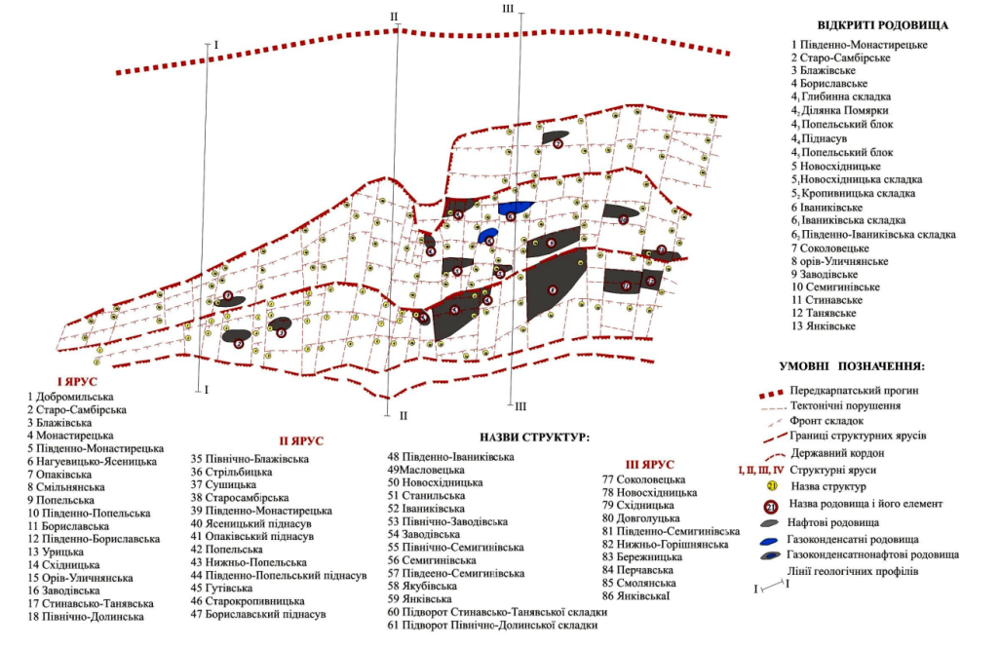 I
II
III
ВІДКРИТІ РОДОВИЩА
1 Південно-Монастирецьке
2 Старо-Самбірське
3 Блажівське
4 Бориславське
4₁ Глибинна складка
4₂ Ділянка Помярки
4₃ Попельський блок
4₄ Піднасув
4₅ Попельський блок
5 Новосхідницьке
5₁ Новосхідницька складка
5₂ Кропивницька складка
6 Іваниківське
6₁ Іваниківська складка
6₂ Південно-Іваниківська складка
7 Соколовецьке
8 орів-Уличнянське
9 Заводівське
10 Семигинівське
11 Стинавське
12 Танявське
13 Янківське
I
II
III
УМОВНІ ПОЗНАЧЕННЯ:
Передкарпатський прогин
Тектонічні порушення
Фронт складок
Границі структурних ярусів
Державний кордон
I, II, III, IV Структурні яруси
21 Назва структур
21 Назва родовища і його елемент
Нафтові родовища
Газоконденсатні родовища
Газоконденсатнонафтові родовища
Лінії геологічних профілів
I I
I ЯРУС
1 Добромильська
2 Старо-Самбірська
3 Блажівська
4 Монастирецька
5 Південно-Монастирецька
6 Нагуевицько-Ясеницька
7 Опаківська
8 Смільнянська
9 Попельська
10 Південно-Попельська
11 Бориславська
12 Південно-Бориславська
13 Урицька
14 Східницька
15 Орів-Уличнянська
16 Заводівська
17 Стинавсько-Танявська
18 Північно-Долинська
II ЯРУС
35 Північно-Блажівська
36 Стрільбицька
37 Сушицька
38 Старосамбірська
39 Південно-Монастирецька
40 Ясеницький піднасув
41 Опаківський піднасув
42 Попельська
43 Нижньо-Попельська
44 Південно-Попельський піднасув
45 Гутівська
46 Старокропивницька
47 Бориславський піднасув
НАЗВИ СТРУКТУР:
48 Південно-Іваниківська
49Масловецька
50 Новосхідницька
51 Станильська
52 Іваниківська
53 Північно-Заводівська
54 Заводівська
55 Північно-Семигинівська
56 Семигинівська
57 Південено-Семигинівська
58 Якубівська
59 Янківська
60 Підворот Стинавсько-Танявської складки
61 Підворот Північно-Долинської складки
III ЯРУС
77 Соколовецька
78 Новосхідницька
79 Східницька
80 Довголуцька
81 Південно-Семигинівська
82 Нижньо-Горішнянська
83 Бережницька
84 Перчавська
85 Смолянська
86 ЯнківськаI